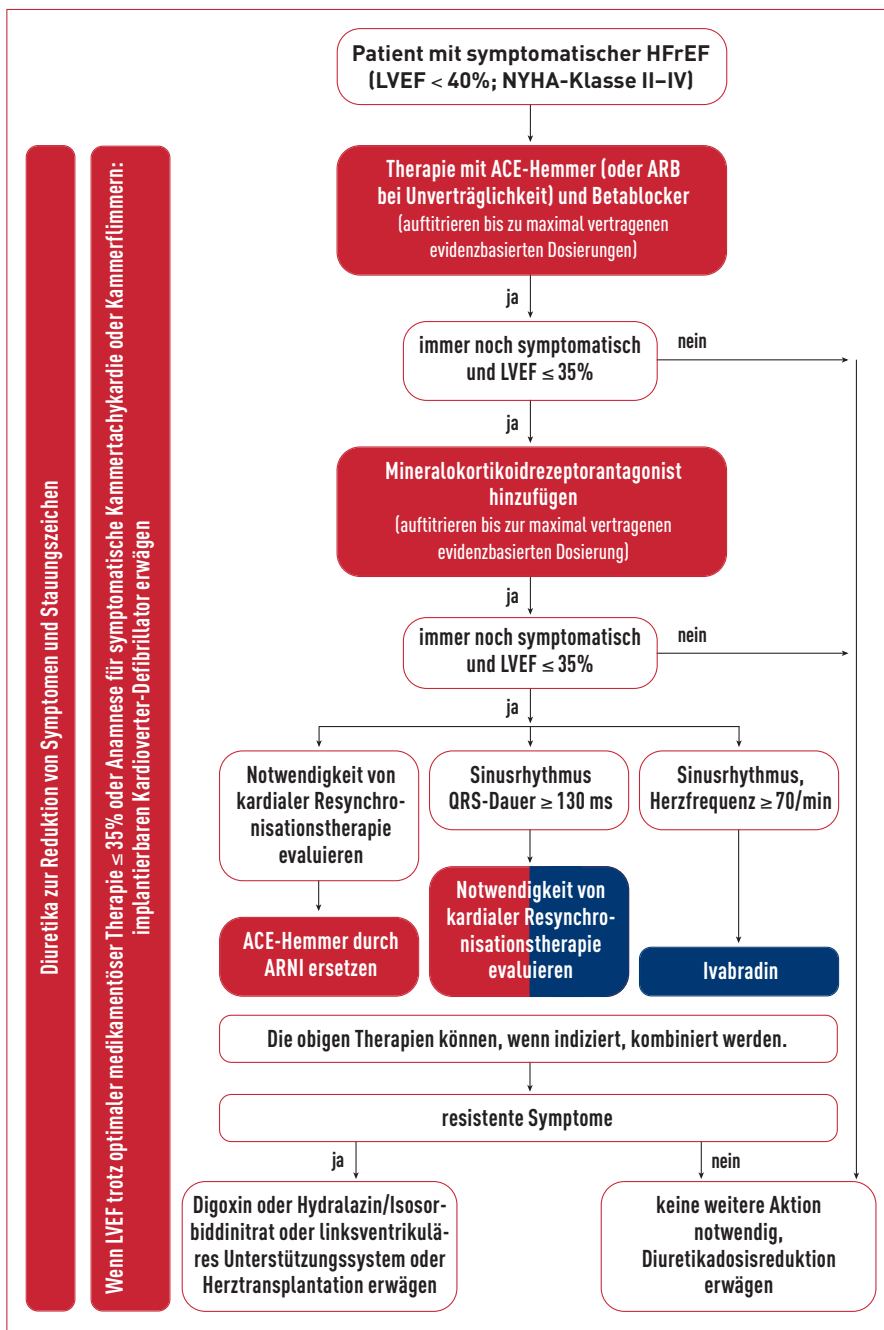 Patient mit symptomatischer HFrEF
(LVEF < 40%; NYHA-Klasse II–IV)
Diuretika zur Reduktion von Symptomen und Stauungszeichen
Wenn LVEF trotz optimaler medikamentöser Therapie ≤ 35% oder Anamnese für symptomatische Kammertachykardie oder Kammerflimmern:
implantierbaren Kardioverter-Defibrillator erwägen
Therapie mit ACE-Hemmer (oder ARB
bei Unverträglichkeit) und Betablocker
(auftitrieren bis zu maximal vertragenen
evidenzbasierten Dosierungen)
ja
immer noch symptomatisch
und LVEF ≤ 35%
nein
ja
Mineralokortikoidrezeptorantagonist
hinzufügen
(auftitrieren bis zur maximal vertragenen
evidenzbasierten Dosierung)
ja
immer noch symptomatisch
und LVEF ≤ 35%
nein
ja
Notwendigkeit von
kardialer Resynchro-
nisationstherapie
evaluieren
Sinusrhythmus
QRS-Dauer ≥ 130 ms
Sinusrhythmus,
Herzfrequenz ≥ 70/min
ACE-Hemmer durch
ARNI ersetzen
Notwendigkeit von
kardialer Resynchro-
nisationstherapie
evaluieren
Ivabradin
Die obigen Therapien können, wenn indiziert, kombiniert werden.
resistente Symptome
ja
nein
Digoxin oder Hydralazin/Isosor-
biddinitrat oder linksventrikulä-
res Unterstützungssystem oder
Herztransplantation erwägen
keine weitere Aktion
notwendig,
Diuretikadosisreduktion
erwägen